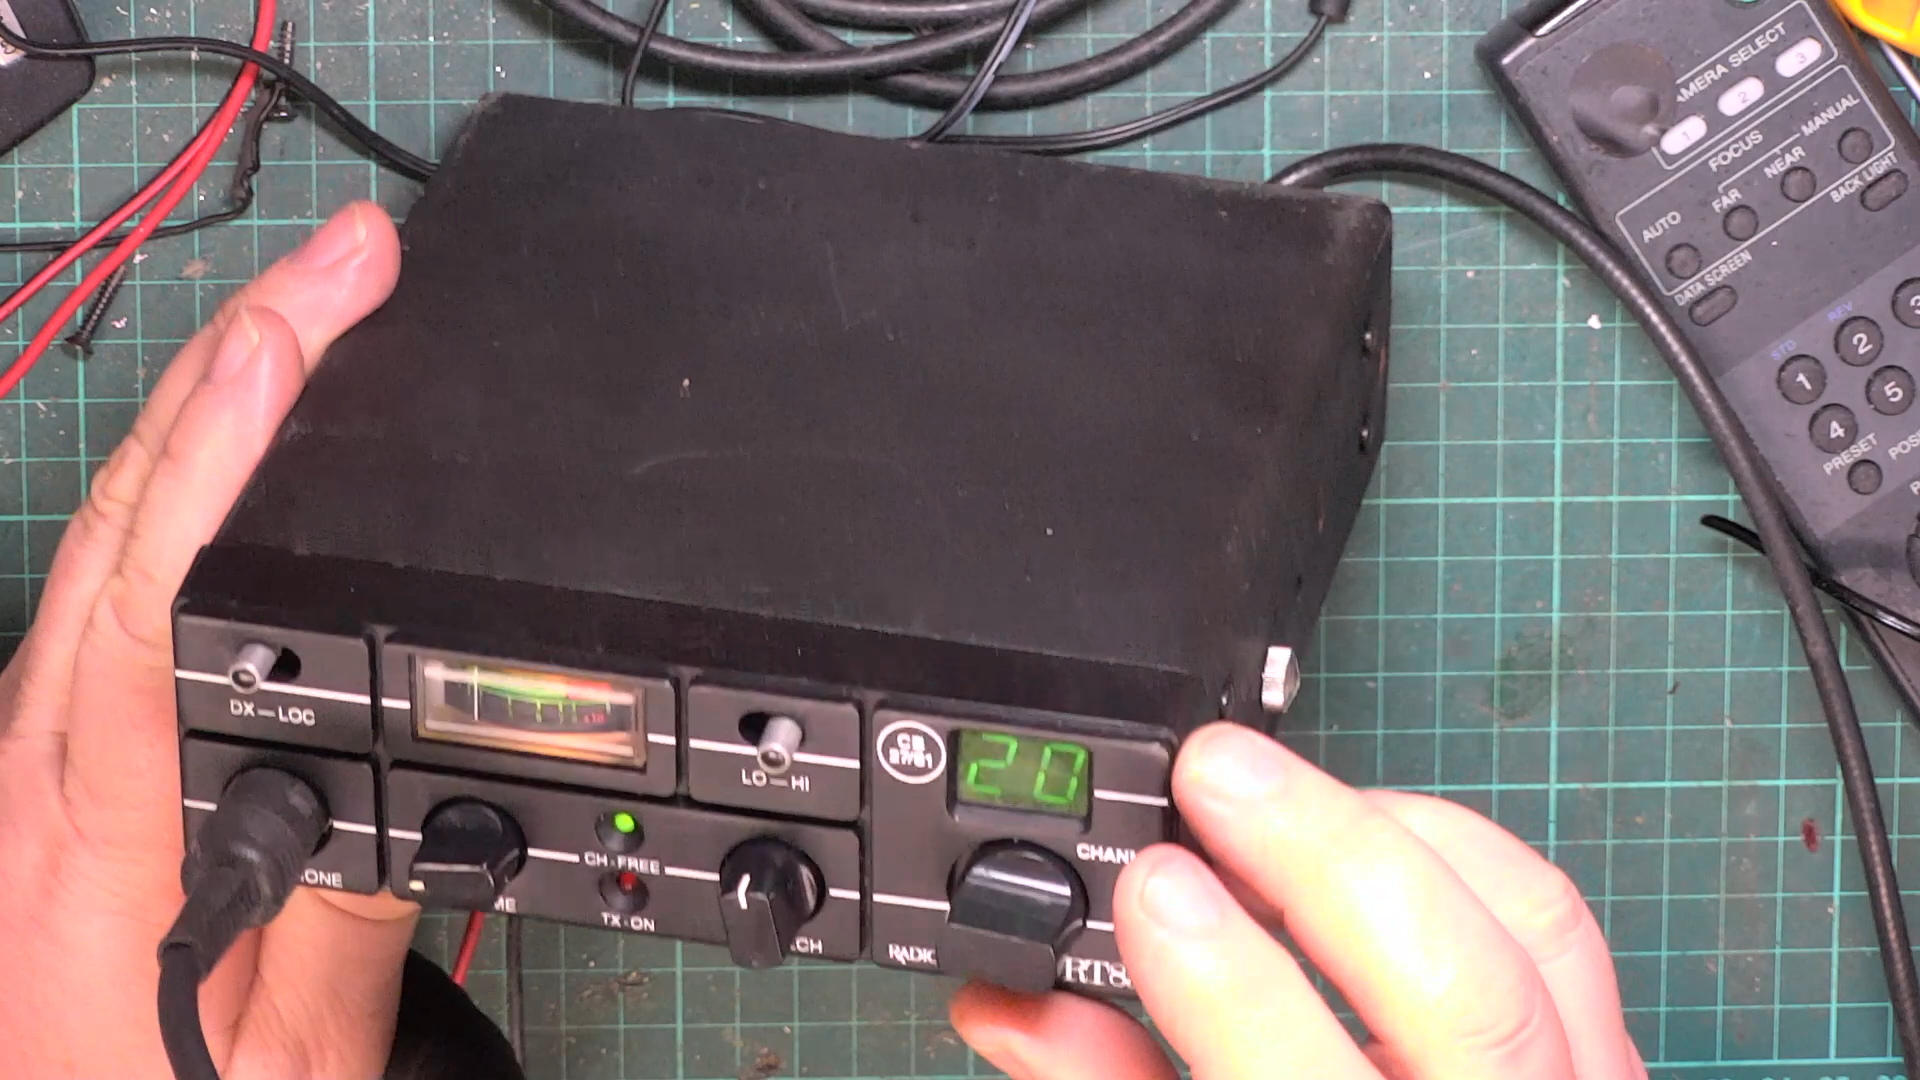 DX-LOC
LO-HI
CB
27/81
20
CH-FREE
TX-ON
CAMERA SELECT
1
2
3
FOCUS
MANUAL
AUTO
FAR
NEAR
BACK LIGHT
DATA SCREEN
STD
REV
1
2
3
4
5
PRESET